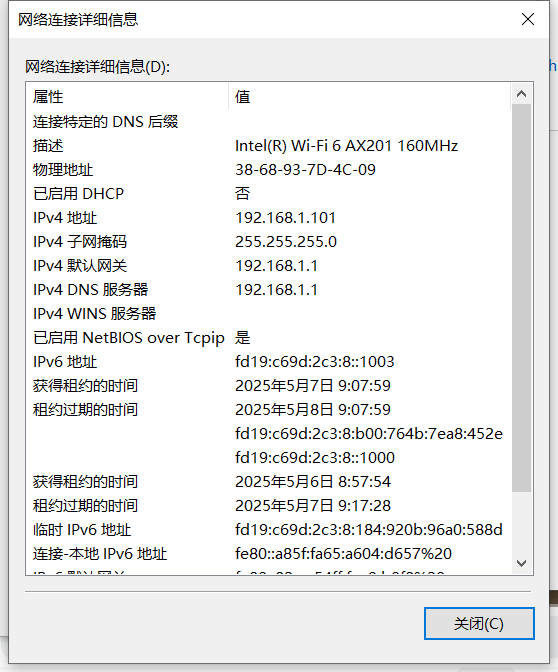 网络连接详细信息
网络连接详细信息(D):
属性 值
连接特定的 DNS 后缀
描述 Intel(R) Wi-Fi 6 AX201 160MHz
物理地址 38-68-93-7D-4C-09
已启用 DHCP 否
IPv4 地址 192.168.1.101
IPv4 子网掩码 255.255.255.0
IPv4 默认网关 192.168.1.1
IPv4 DNS 服务器 192.168.1.1
IPv4 WINS 服务器
已启用 NetBIOS over Tcpip 是
IPv6 地址 fd19:c69d:2c3:8::1003
获得租约的时间 2025年5月7日 9:07:59
租约过期的时间 2025年5月8日 9:07:59
fd19:c69d:2c3:8:b00:764b:7ea8:452e
fd19:c69d:2c3:8::1000
获得租约的时间 2025年5月6日 8:57:54
租约过期的时间 2025年5月7日 9:17:28
临时 IPv6 地址 fd19:c69d:2c3:8:184:920b:96a0:588d
连接-本地 IPv6 地址 fe80::a85f:fa65:a604:d657%20
IPv6 默认网关
关闭(C)